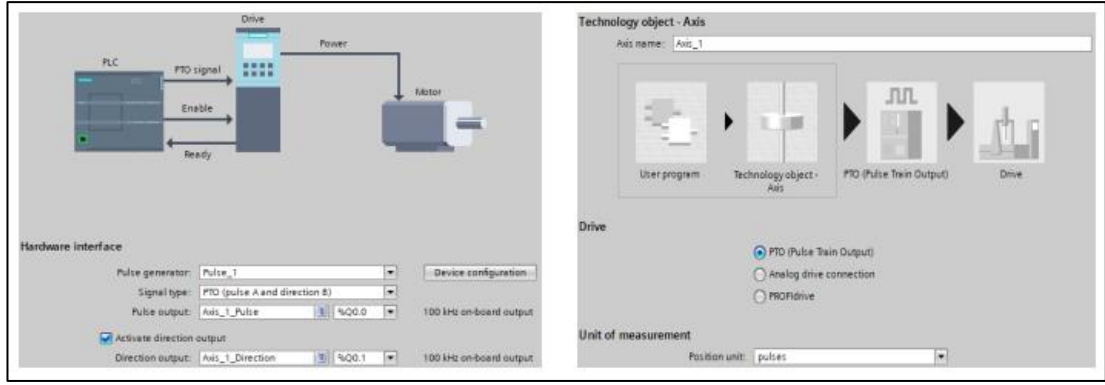 Drive
Power
PLC
PTO signal
Motor
Enable
Ready
Hardware interface
Pulse generator: Pulse_1 Device configuration
Signal type: PTO (pulse A and direction B)
Pulse output: Axis_1_Pulse %Q0.0 100 kHz on-board output
Activate direction output
Direction output: Axis_1_Direction %Q0.1 100 kHz on-board output
Technology object - Axis
Axis name: Axis_1
User program
Technology object - Axis
PTO (Pulse Train Output)
Drive
Drive
PTO (Pulse Train Output)
Analog drive connection
PROFIdrive
Unit of measurement
Position unit: pulses